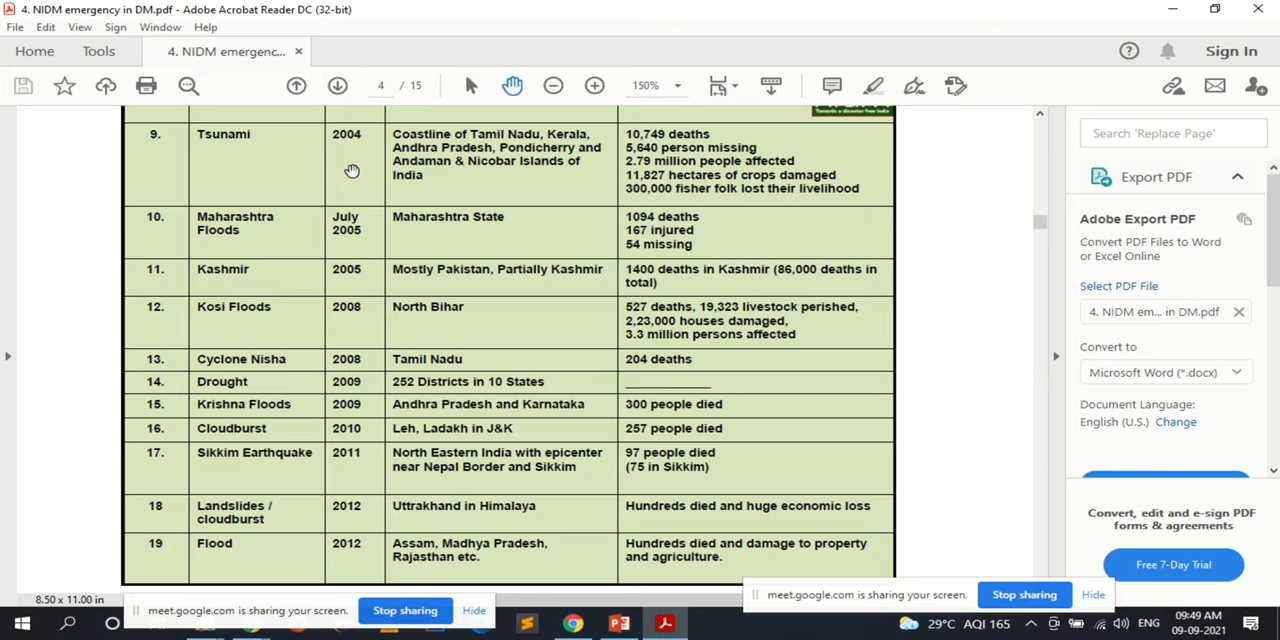 4. NIDM emergency in DM.pdf - Adobe Acrobat Reader DC (32-bit)
File Edit View Sign Window Help
Home Tools 4. NIDM emergenc... × Sign In
4 / 15 150%
Towards a disaster free India
9. Tsunami 2004 Coastline of Tamil Nadu, Kerala, 10,749 deaths
Andhra Pradesh, Pondicherry and 5,640 person missing
Andaman & Nicobar Islands of 2.79 million people affected
India 11,827 hectares of crops damaged
300,000 fisher folk lost their livelihood
10. Maharashtra July Maharashtra State 1094 deaths
Floods 2005 167 injured
54 missing
11. Kashmir 2005 Mostly Pakistan, Partially Kashmir 1400 deaths in Kashmir (86,000 deaths in
total)
12. Kosi Floods 2008 North Bihar 527 deaths, 19,323 livestock perished,
2,23,000 houses damaged,
3.3 million persons affected
13. Cyclone Nisha 2008 Tamil Nadu 204 deaths
14. Drought 2009 252 Districts in 10 States ____________
15. Krishna Floods 2009 Andhra Pradesh and Karnataka 300 people died
16. Cloudburst 2010 Leh, Ladakh in J&K 257 people died
17. Sikkim Earthquake 2011 North Eastern India with epicenter 97 people died
near Nepal Border and Sikkim (75 in Sikkim)
18 Landslides / 2012 Uttrakhand in Himalaya Hundreds died and huge economic loss
cloudburst
19 Flood 2012 Assam, Madhya Pradesh, Hundreds died and damage to property
Rajasthan etc. and agriculture.
8.50 x 11.00 in
Search 'Replace Page'
Export PDF
Adobe Export PDF
Convert PDF Files to Word
or Excel Online
Select PDF File
4. NIDM em... in DM.pdf ×
Convert to
Microsoft Word (*.docx)
Document Language:
English (U.S.) Change
Convert, edit and e-sign PDF
forms & agreements
Free 7-Day Trial
meet.google.com is sharing your screen. Stop sharing Hide
meet.google.com is sharing your screen. Stop sharing Hide
29°C AQI 165 ENG 09:49 AM
09-09-2021